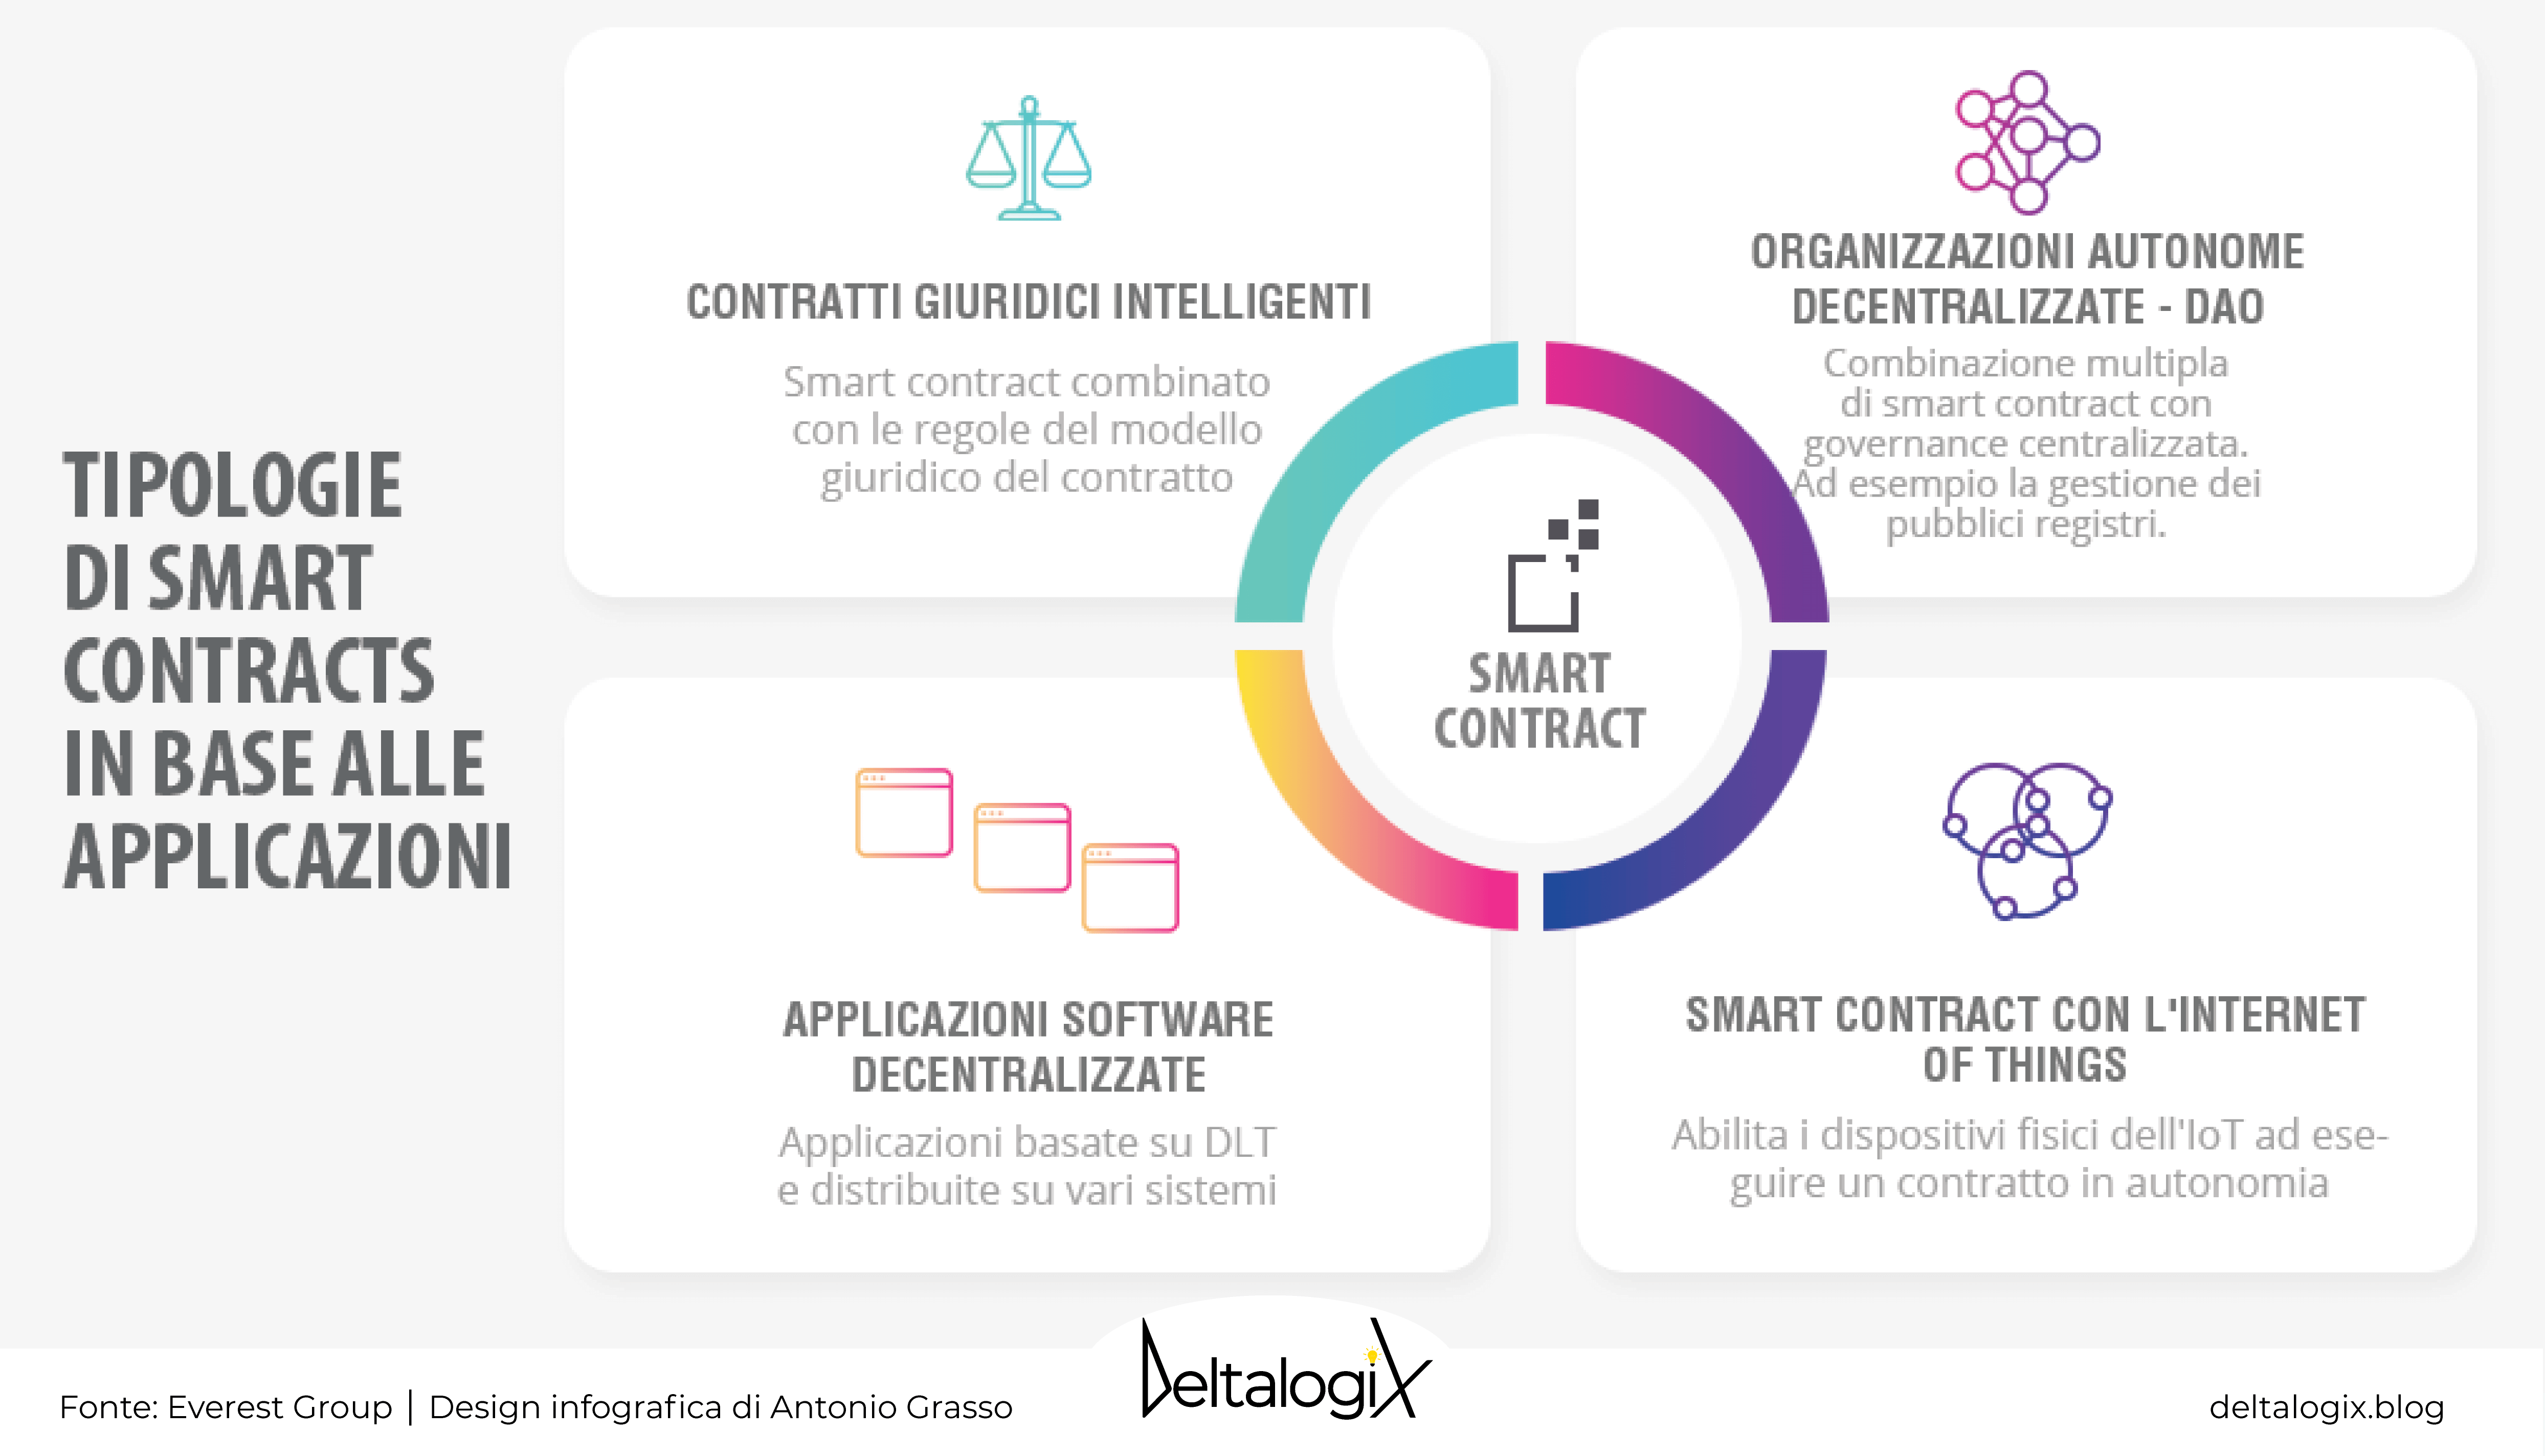 TIPOLOGIE
DI SMART
CONTRACTS
IN BASE ALLE
APPLICAZIONI
CONTRATTI GIURIDICI INTELLIGENTI
Smart contract combinato
con le regole del modello
giuridico del contratto
ORGANIZZAZIONI AUTONOME
DECENTRALIZZATE - DAO
Combinazione multipla
di smart contract con
governance centralizzata.
Ad esempio la gestione dei
pubblici registri.
SMART
CONTRACT
APPLICAZIONI SOFTWARE
DECENTRALIZZATE
Applicazioni basate su DLT
e distribuite su vari sistemi
SMART CONTRACT CON L'INTERNET
OF THINGS
Abilita i dispositivi fisici dell'IoT ad ese-
guire un contratto in autonomia
Fonte: Everest Group | Design infografica di Antonio Grasso
DeltalogiX
deltalogix.blog